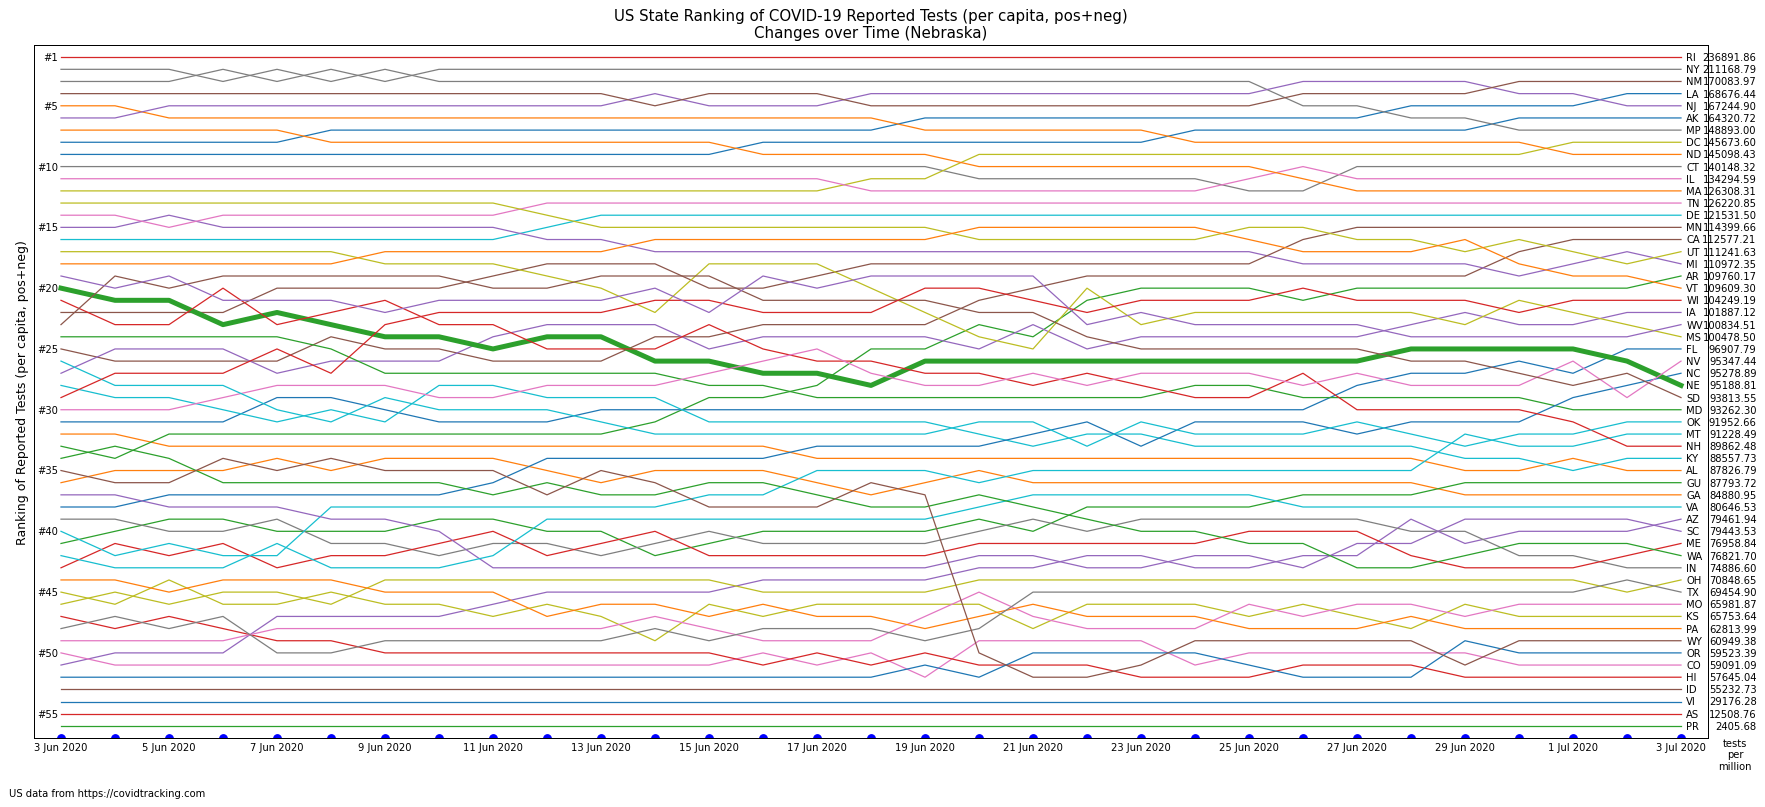 US State Ranking of COVID-19 Reported Tests (per capita, pos+neg)
Changes over Time (Nebraska)
Ranking of Reported Tests (per capita, pos+neg)
#1
#5
#10
#15
#20
#25
#30
#35
#40
#45
#50
#55
RI 236891.86
NY 211168.79
NM 170083.97
LA 168676.44
NJ 167244.90
AK 164320.72
MP 148893.00
DC 145673.60
ND 145098.43
CT 140148.32
IL 134294.59
MA 126308.31
TN 126220.85
DE 121531.50
MN 114399.66
CA 112577.21
UT 111241.63
MI 110972.35
AR 109760.17
VT 109609.30
WI 104249.19
IA 101887.12
WV 100834.51
MS 100478.50
FL 96907.79
NV 95347.44
NC 95278.89
NE 95188.81
SD 93813.55
MD 93262.30
OK 91952.66
MT 91228.49
NH 89862.48
KY 88557.73
AL 87826.79
GU 87793.72
GA 84880.95
VA 80646.53
AZ 79461.94
SC 79443.53
ME 76958.84
WA 76821.70
IN 74886.60
OH 70848.65
TX 69454.90
MO 65981.87
KS 65753.64
PA 62813.99
WY 60949.38
OR 59523.39
CO 59091.09
HI 57645.04
ID 55232.73
VI 29176.28
AS 12508.76
PR 2405.68
3 Jun 2020 5 Jun 2020 7 Jun 2020 9 Jun 2020 11 Jun 2020 13 Jun 2020 15 Jun 2020 17 Jun 2020 19 Jun 2020 21 Jun 2020 23 Jun 2020 25 Jun 2020 27 Jun 2020 29 Jun 2020 1 Jul 2020 3 Jul 2020
tests
per
million
US data from https://covidtracking.com